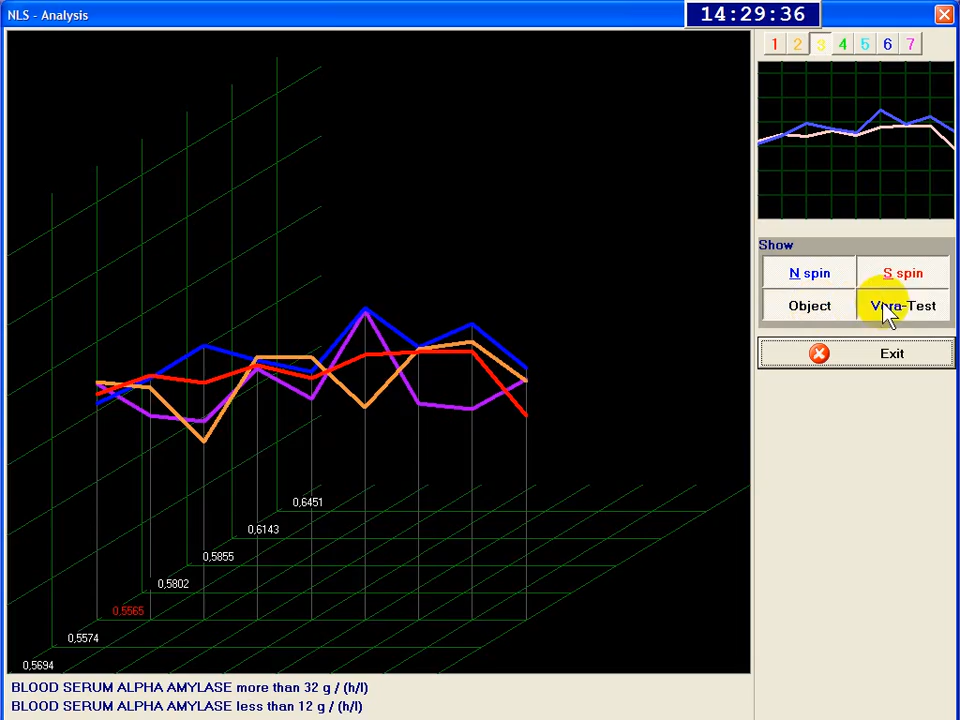 NLS - Analysis
14:29:36
1 2 3 4 5 6 7
Show
N spin S spin
Object Vera-Test
Exit
0,6451
0,6143
0,5855
0,5802
0,5565
0,5574
0,5694
BLOOD SERUM ALPHA AMYLASE more than 32 g / (h/l)
BLOOD SERUM ALPHA AMYLASE less than 12 g / (h/l)